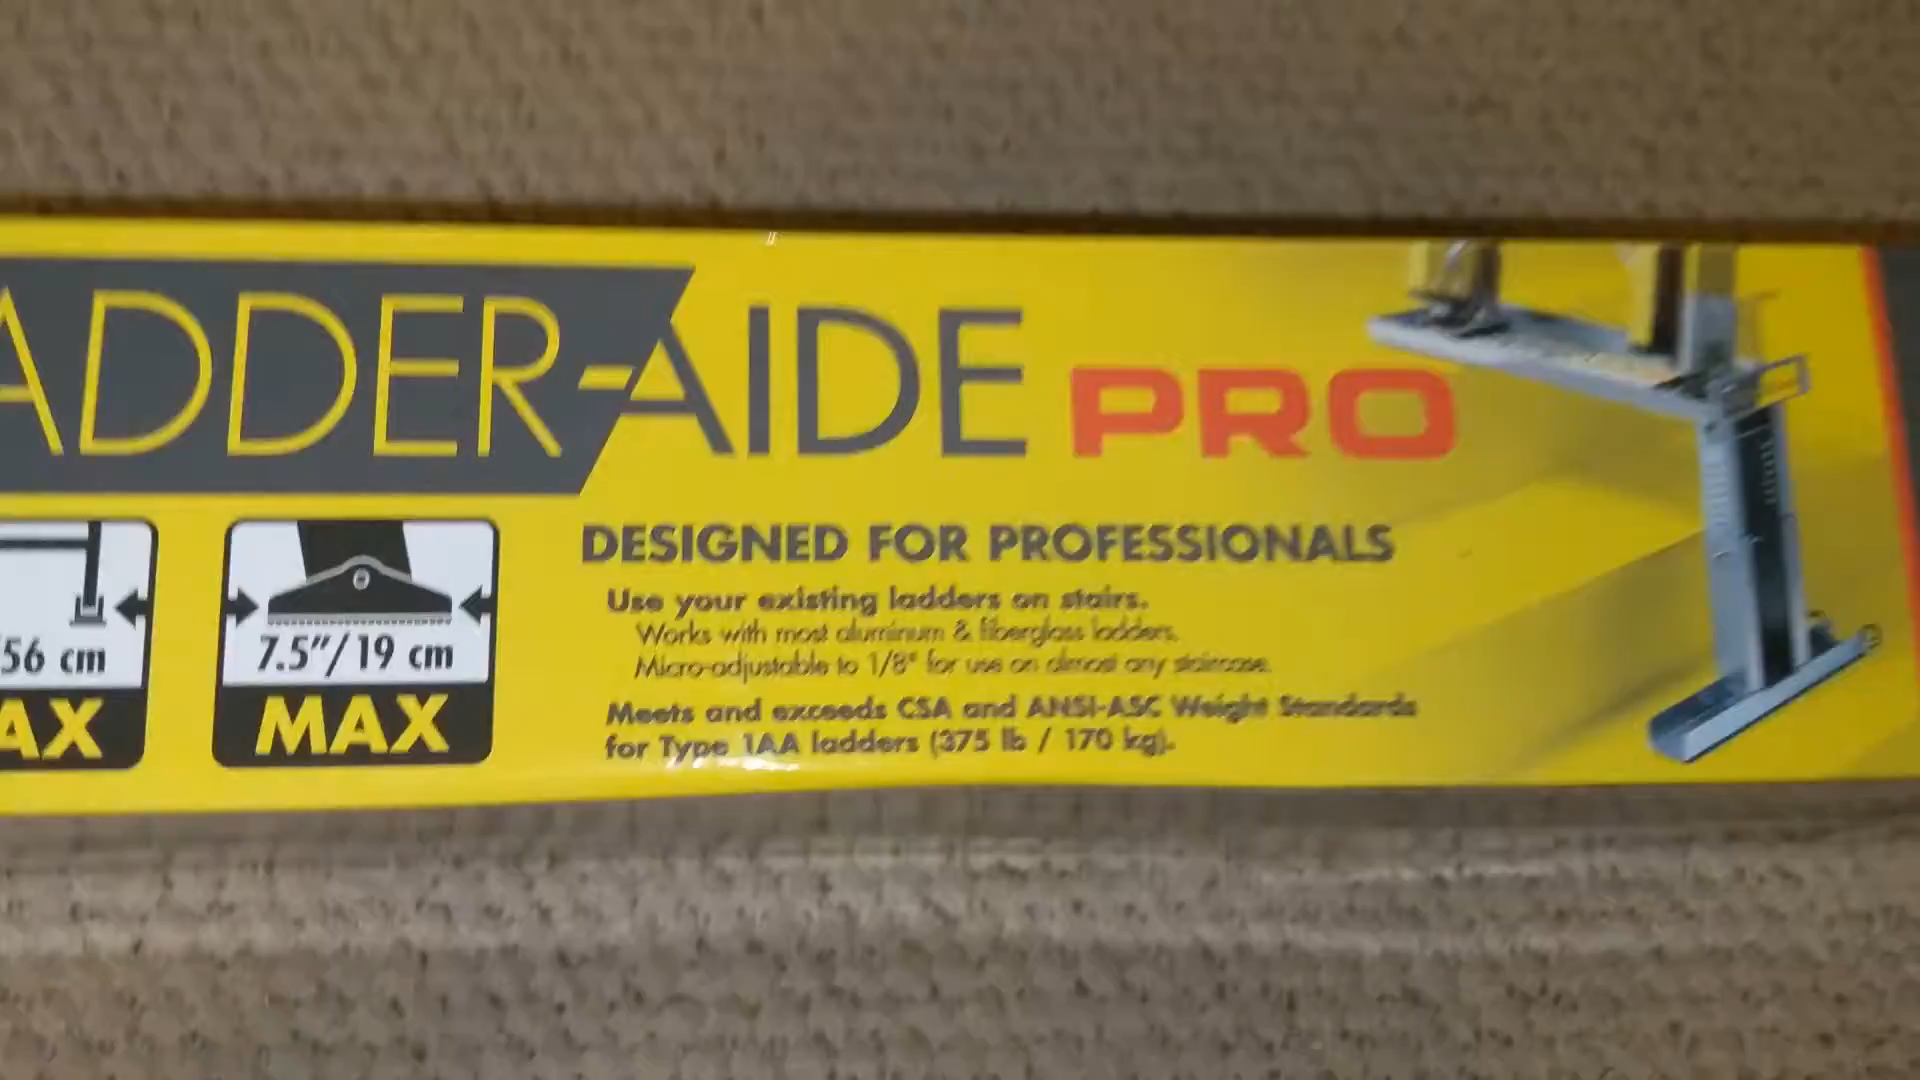 ADDER-AIDE PRO
56 cm
AX
7.5"/19 cm
MAX
DESIGNED FOR PROFESSIONALS
Use your existing ladders on stairs.
Works with most aluminum & fiberglass ladders.
Micro-adjustable to 1/8" for use on almost any staircase.
Meets and exceeds CSA and ANSI-ASC Weight Standards
for Type 1AA ladders (375 lb / 170 kg).